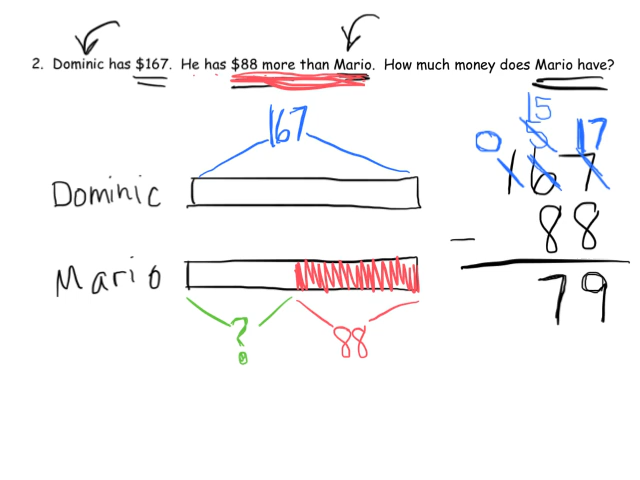 2. Dominic has $167. He has $88 more than Mario. How much money does Mario have?
15
0 5 17
167
167
Dominic
- 88
79
Mario
? 88